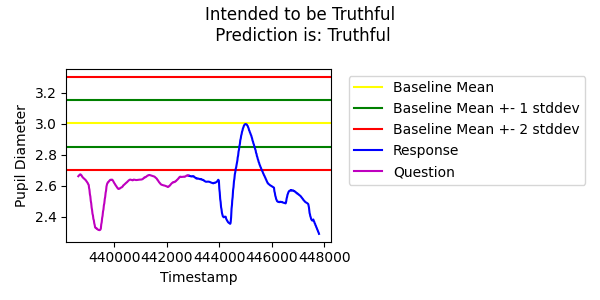 Intended to be Truthful
Prediction is: Truthful
3.2
3.0
2.8
2.6
2.4
Pupil Diameter
440000 442000 444000 446000 448000
Timestamp
Baseline Mean
Baseline Mean +- 1 stddev
Baseline Mean +- 2 stddev
Response
Question